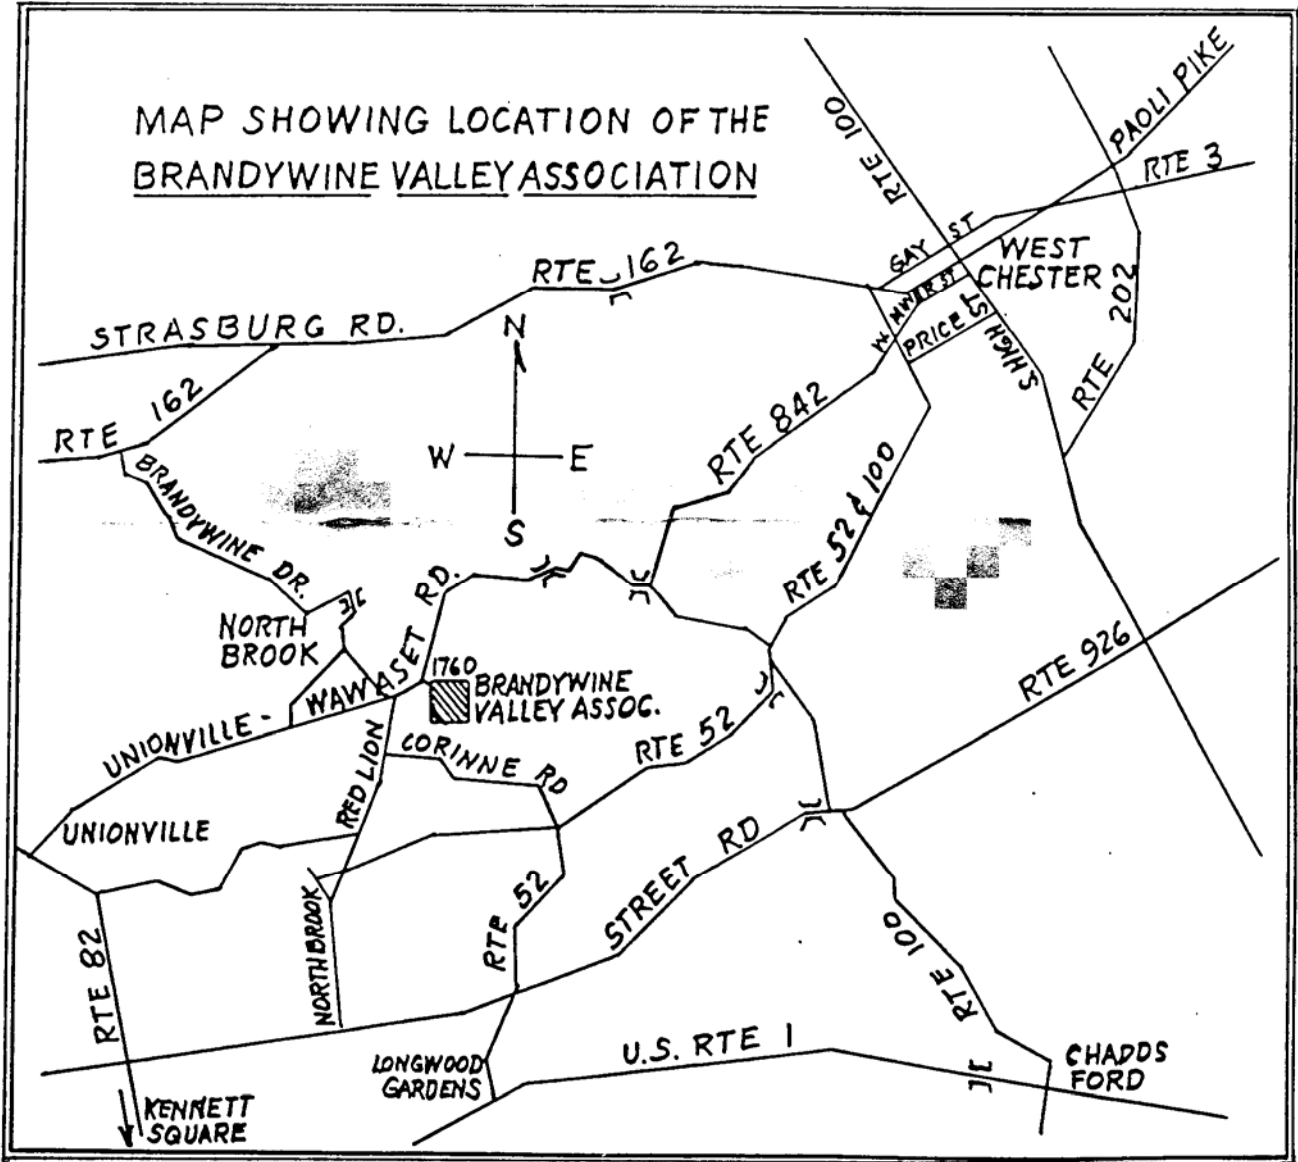 MAP SHOWING LOCATION OF THE
BRANDYWINE VALLEY ASSOCIATION
RTE 100
PAOLI PIKE
RTE 3
GAY ST
WEST
CHESTER
RTE 162
STRASBURG RD.
N
W E
S
W. MINER ST
PRICE ST
S. HIGH
RTE 202
RTE 162
RTE 842
BRANDYWINE DR.
RTE 52 & 100
NORTH
BROOK
UNIONVILLE - WAWASET RD.
1760
BRANDYWINE
VALLEY ASSOC.
RTE 926
RED LION
CORINNE RD
RTE 52
UNIONVILLE
STREET RD
RTE 52
NORTHBROOK
RTE 82
RTE 100
LONGWOOD
GARDENS
U.S. RTE 1
CHADDS
FORD
KENNETT
SQUARE